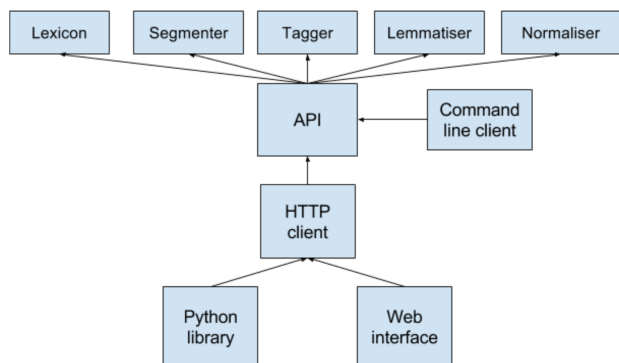 Lexicon
Segmenter
Tagger
Lemmatiser
Normaliser
API
Command
line client
HTTP
client
Python
library
Web
interface